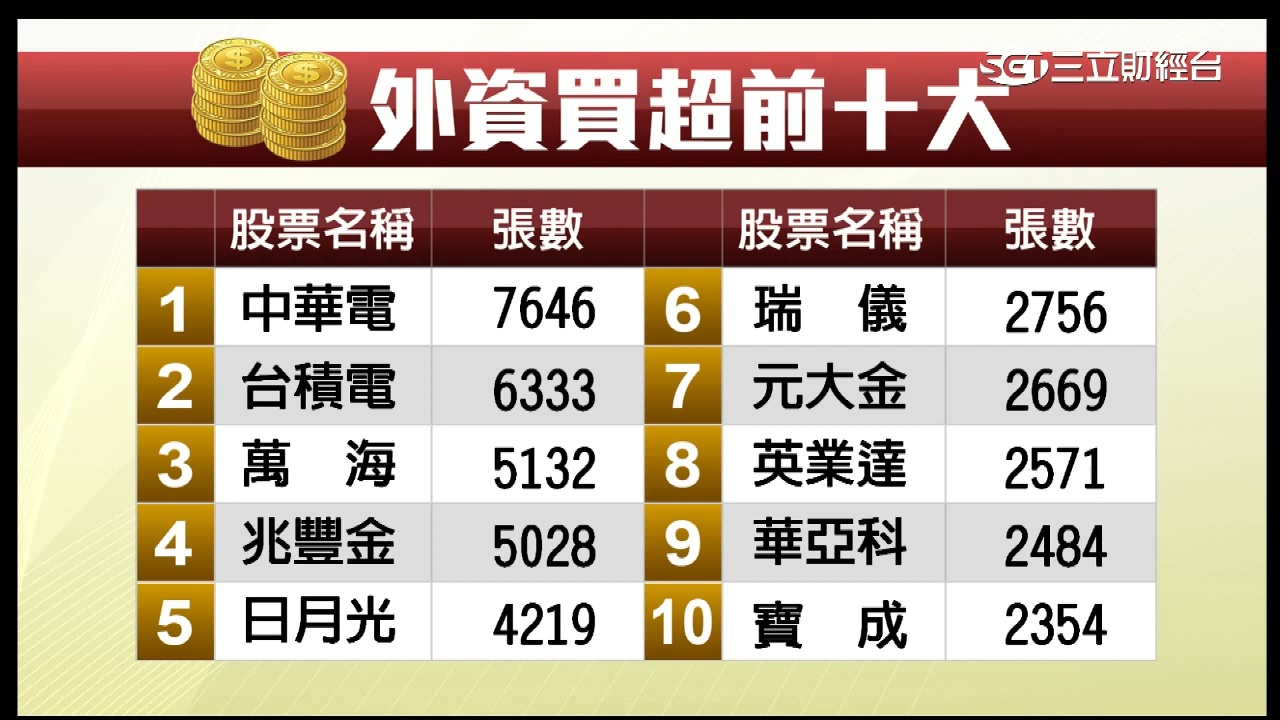 SET三立財經台
外資買超前十大
股票名稱 張數 股票名稱 張數
1 中華電 7646 6 瑞儀 2756
2 台積電 6333 7 元大金 2669
3 萬海 5132 8 英業達 2571
4 兆豐金 5028 9 華亞科 2484
5 日月光 4219 10 寶成 2354